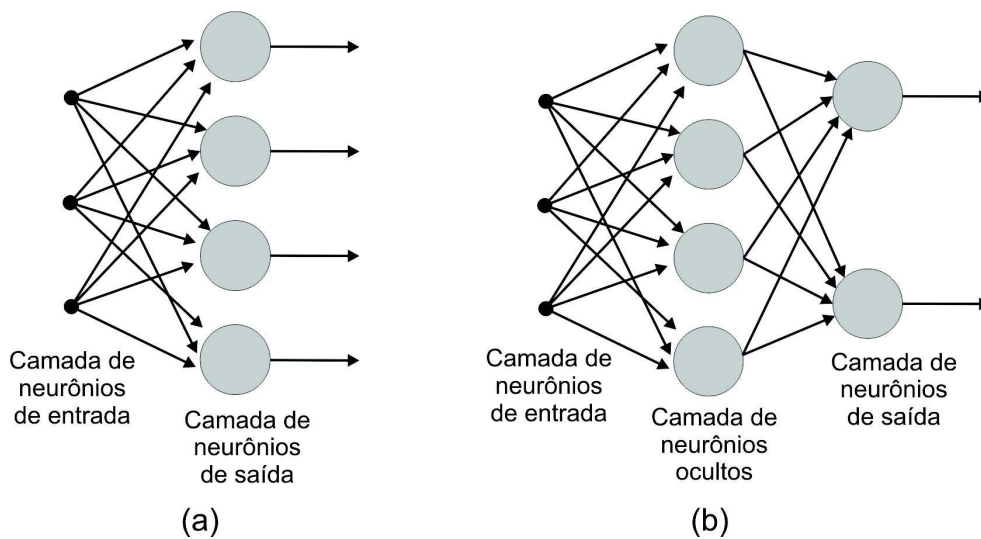 Camada de
neurônios
de entrada
Camada de
neurônios
de saída
(a)
Camada de
neurônios
de entrada
Camada de
neurônios
ocultos
Camada de
neurônios
de saída
(b)